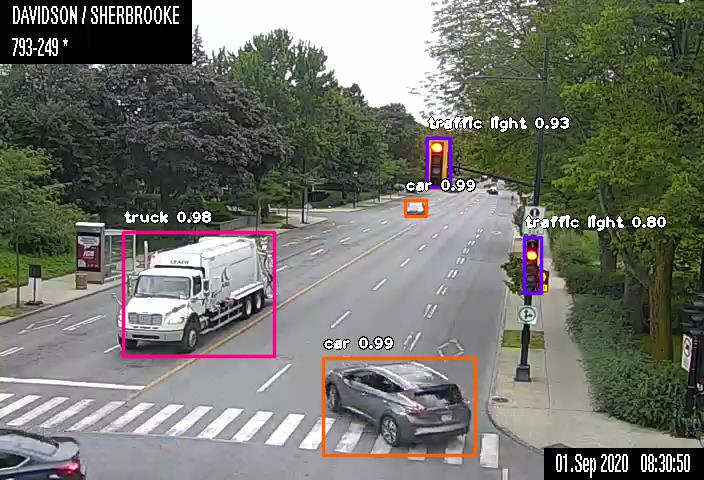 DAVIDSON / SHERBROOKE
793-249 *
traffic light 0.93
car 0.99
truck 0.98
traffic light 0.80
LEACH
car 0.99
01.Sep 2020 08:30:50